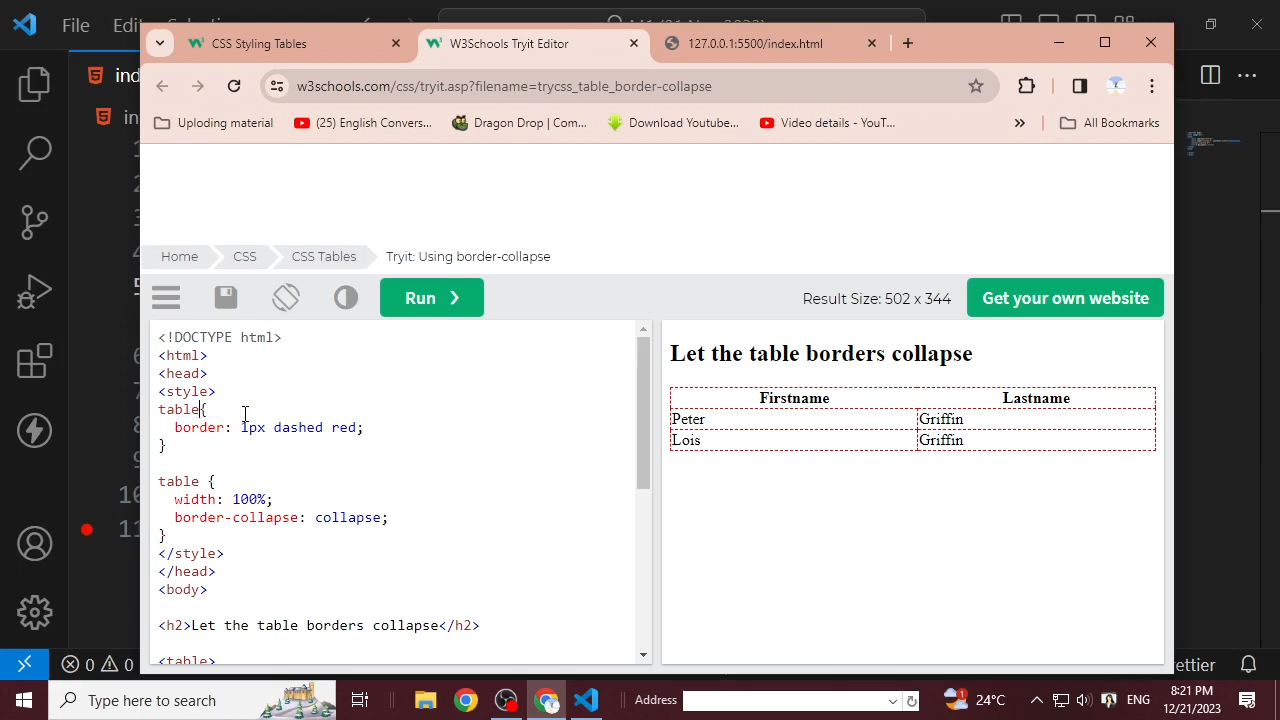 File
Edit
CSS Styling Tables
W3Schools Tryit Editor
127.0.0.1:5500/index.html
w3schools.com/css/tryit.asp?filename=trycss_table_border-collapse
Uploding material
(25) English Convers...
Dragon Drop | Com...
Download Youtube...
Video details - YouT...
All Bookmarks
Home
CSS
CSS Tables
Tryit: Using border-collapse
Run
Result Size: 502 x 344
Get your own website
<!DOCTYPE html>
<html>
<head>
<style>
table{
border: 1px dashed red;
}
table {
width: 100%;
border-collapse: collapse;
}
</style>
</head>
<body>
<h2>Let the table borders collapse</h2>
<table>
Let the table borders collapse
Firstname Lastname
Peter Griffin
Lois Griffin
0 0
Type here to search
Address
24°C
ENG
8:21 PM
12/21/2023